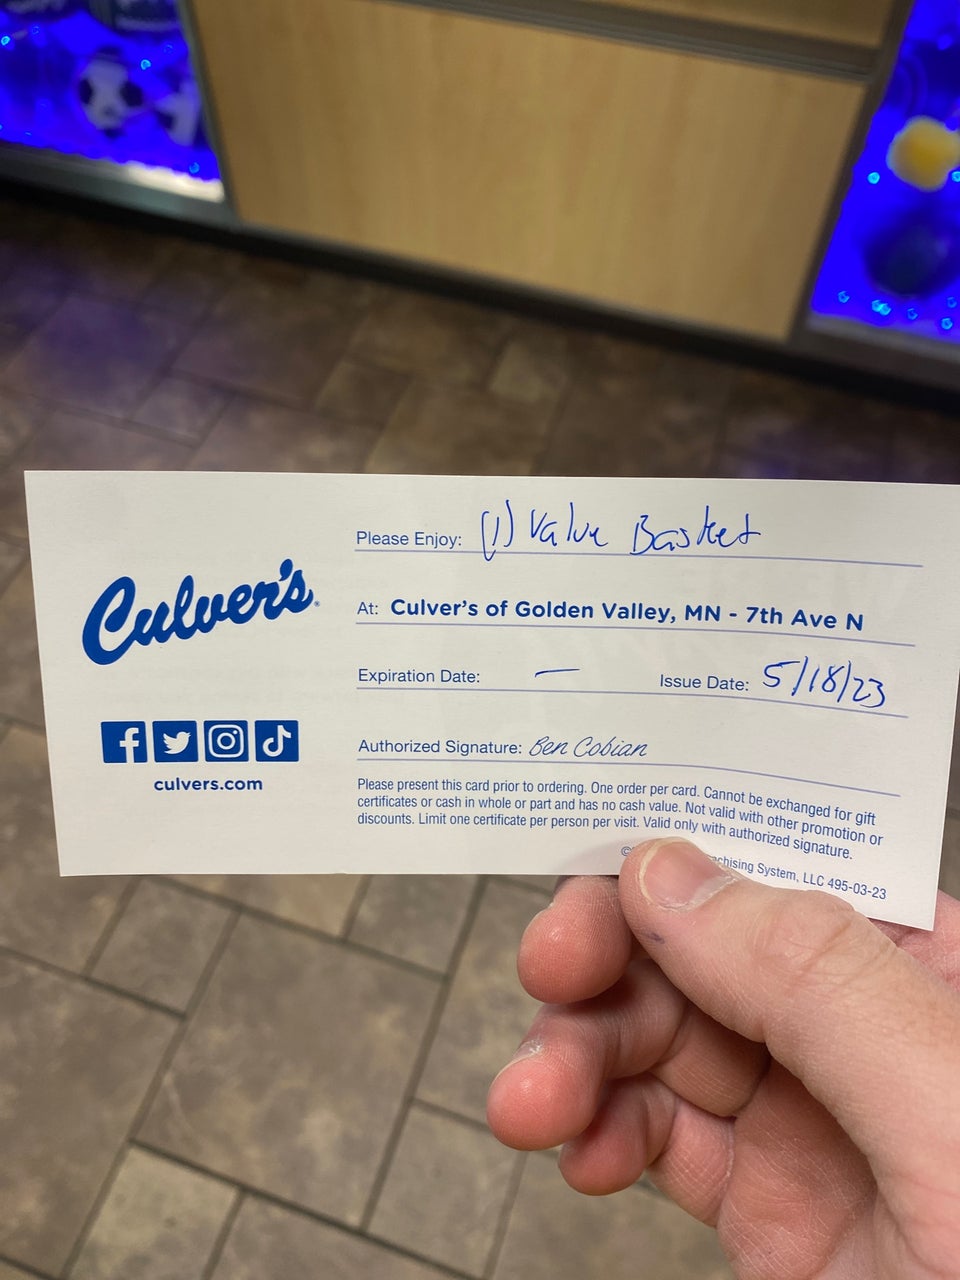 Culver's®
culvers.com
Please Enjoy: (1) Value Basket
At: Culver's of Golden Valley, MN - 7th Ave N
Expiration Date: — Issue Date: 5/18/23
Authorized Signature: Ben Cobian
Please present this card prior to ordering. One order per card. Cannot be exchanged for gift
certificates or cash in whole or part and has no cash value. Not valid with other promotion or
discounts. Limit one certificate per person per visit. Valid only with authorized signature.
© System, LLC 495-03-23